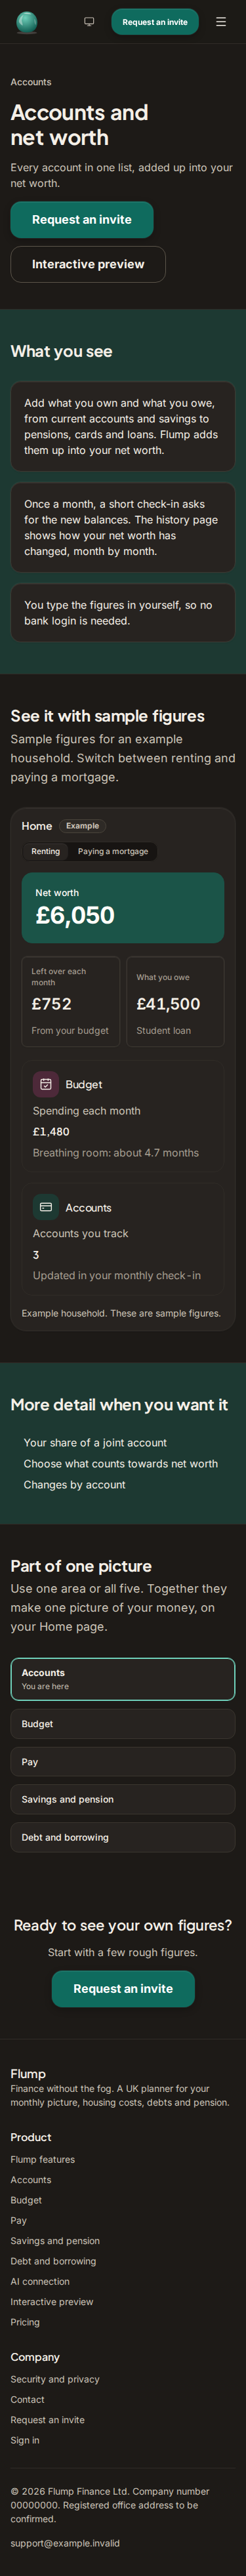 Request an invite
Accounts
Accounts and
net worth
Every account in one list, added up into your
net worth.
Request an invite
Interactive preview
What you see
Add what you own and what you owe,
from current accounts and savings to
pensions, cards and loans. Flump adds
them up into your net worth.
Once a month, a short check-in asks
for the new balances. The history page
shows how your net worth has
changed, month by month.
You type the figures in yourself, so no
bank login is needed.
See it with sample figures
Sample figures for an example
household. Switch between renting and
paying a mortgage.
Home Example
Renting Paying a mortgage
Net worth
£6,050
Left over each
month
£752
From your budget
What you owe
£41,500
Student loan
Budget
Spending each month
£1,480
Breathing room: about 4.7 months
Accounts
Accounts you track
3
Updated in your monthly check-in
Example household. These are sample figures.
More detail when you want it
Your share of a joint account
Choose what counts towards net worth
Changes by account
Part of one picture
Use one area or all five. Together they
make one picture of your money, on
your Home page.
Accounts
You are here
Budget
Pay
Savings and pension
Debt and borrowing
Ready to see your own figures?
Start with a few rough figures.
Request an invite
Flump
Finance without the fog. A UK planner for your
monthly picture, housing costs, debts and pension.
Product
Flump features
Accounts
Budget
Pay
Savings and pension
Debt and borrowing
AI connection
Interactive preview
Pricing
Company
Security and privacy
Contact
Request an invite
Sign in
© 2026 Flump Finance Ltd. Company number
00000000. Registered office address to be
confirmed.
support@example.invalid